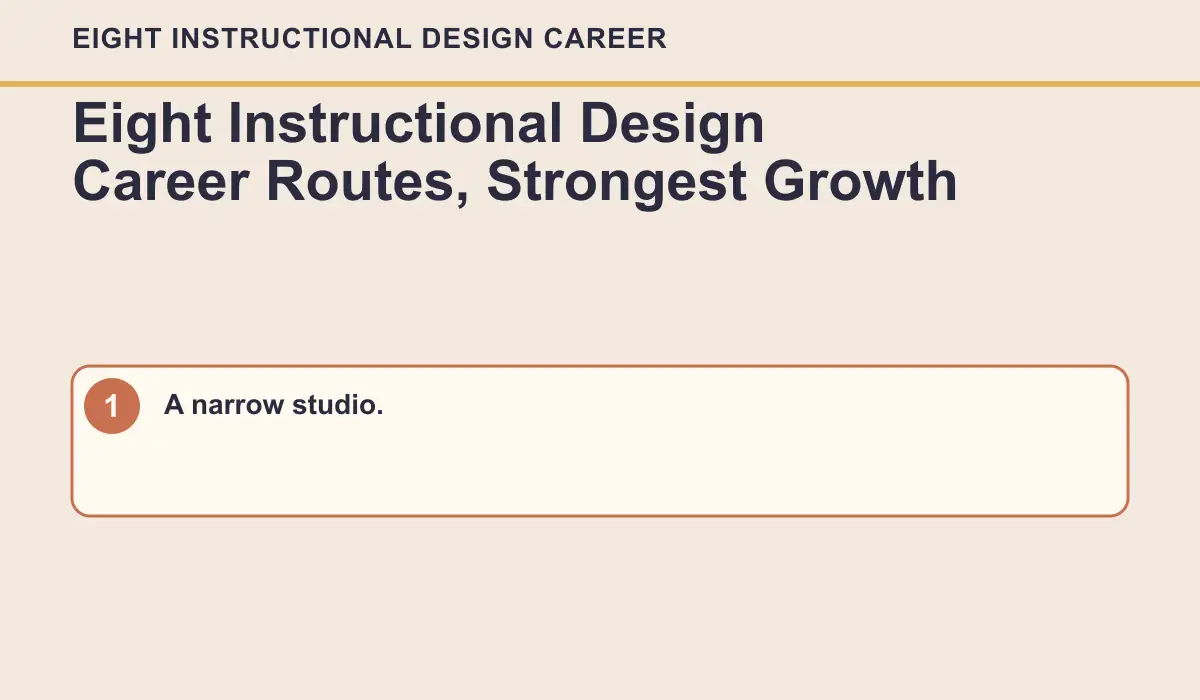 EIGHT INSTRUCTIONAL DESIGN CAREER
Eight Instructional Design
Career Routes, Strongest Growth
1 A narrow studio.